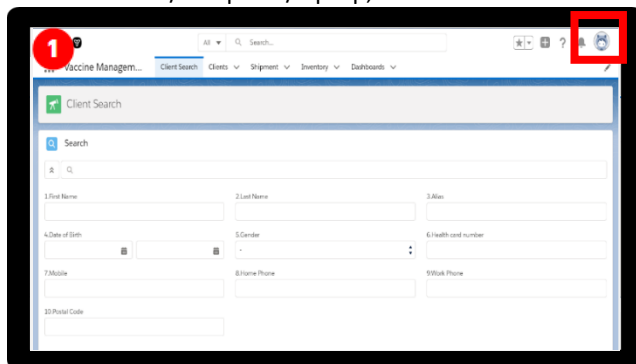 1
All Search...
?
Vaccine Managem... Client Search Clients Shipment Inventory Dashboards
Client Search
Search
1.First Name 2.Last Name 3.Alias
4.Date of Birth 5.Gender 6.Health card number
-
7.Mobile 8.Home Phone 9.Work Phone
10.Postal Code